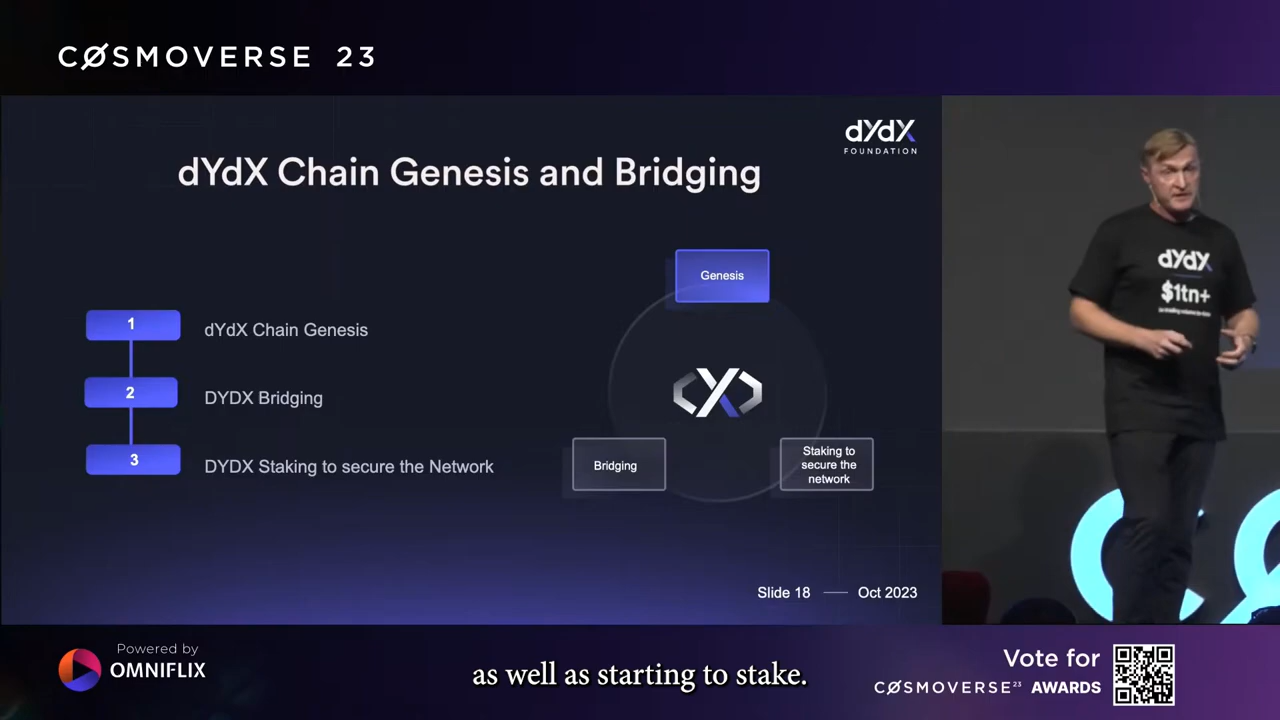 CØSMOVERSE 23
dYdX
FOUNDATION
dYdX Chain Genesis and Bridging
1
dYdX Chain Genesis
2
DYDX Bridging
3
DYDX Staking to secure the Network
Genesis
Bridging
Staking to
secure the
network
Slide 18
Oct 2023
dYdX
$1tn+
Powered by
OMNIFLIX
as well as starting to stake.
Vote for
CØSMOVERSE²³ AWARDS